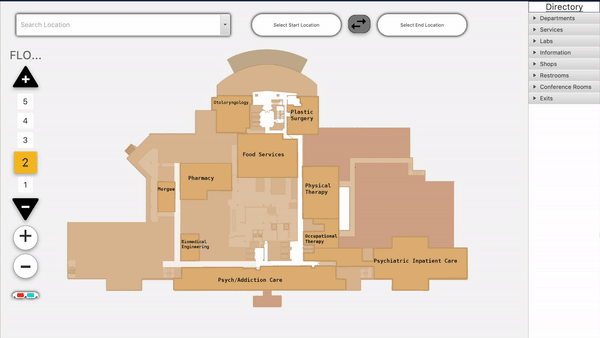 Search Location
Select Start Location
Select End Location
Directory
Departments
Services
Labs
Information
Shops
Restrooms
Conference Rooms
Exits
FLO...
5
4
3
2
1
Otolaryngology
Plastic
Surgery
Food Services
Pharmacy
Morgue
Physical
Therapy
Biomedical
Engineering
Occupational
Therapy
Psychiatric Inpatient Care
Psych/Addiction Care